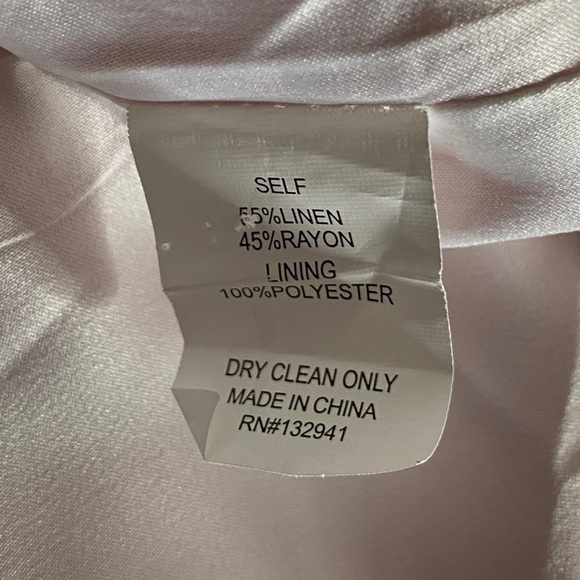 SELF
55%LINEN
45%RAYON
LINING
100%POLYESTER
DRY CLEAN ONLY
MADE IN CHINA
RN#132941